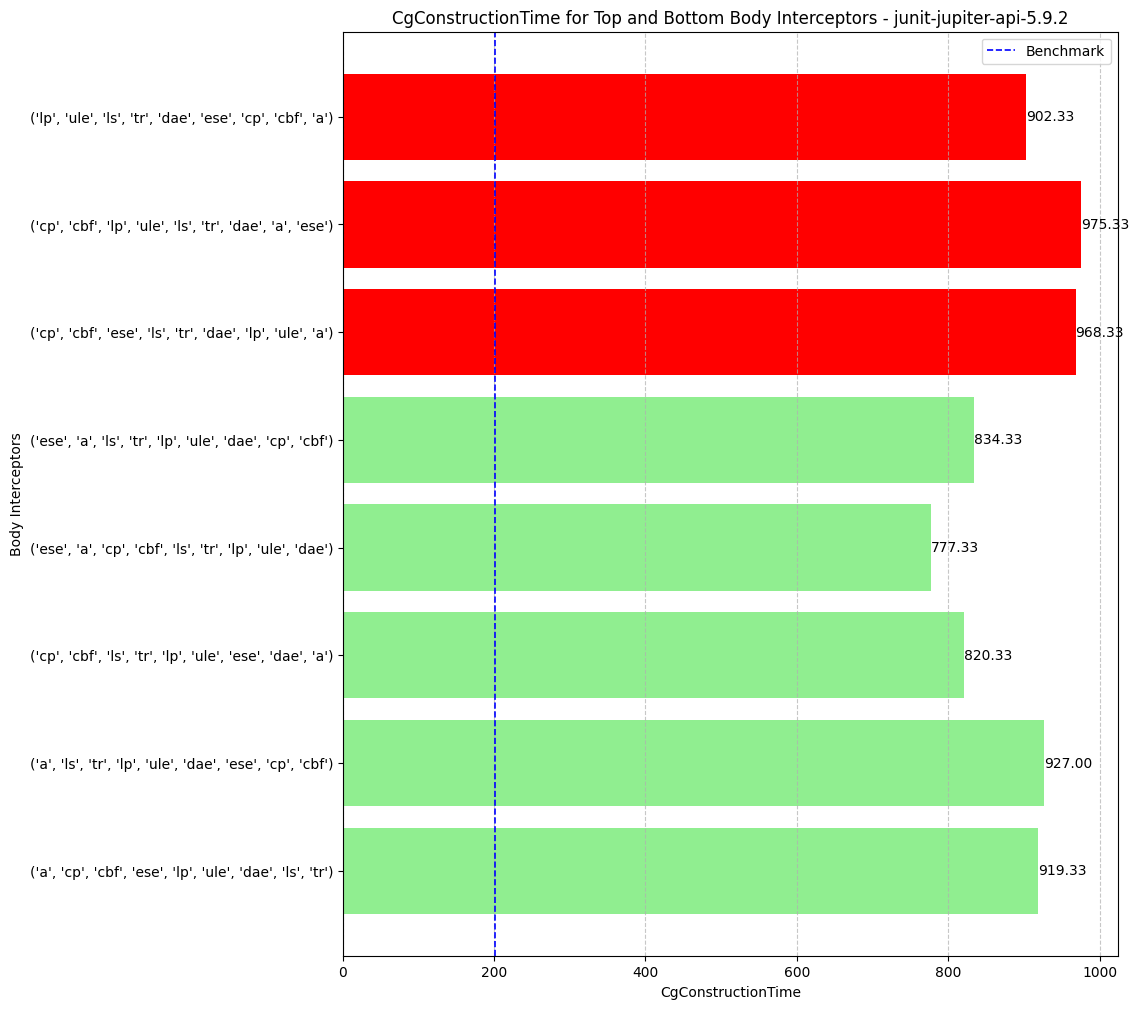 CgConstructionTime for Top and Bottom Body Interceptors - junit-jupiter-api-5.9.2
Benchmark
('lp', 'ule', 'ls', 'tr', 'dae', 'ese', 'cp', 'cbf', 'a')
902.33
('cp', 'cbf', 'lp', 'ule', 'ls', 'tr', 'dae', 'a', 'ese')
975.33
('cp', 'cbf', 'ese', 'ls', 'tr', 'dae', 'lp', 'ule', 'a')
968.33
('ese', 'a', 'ls', 'tr', 'lp', 'ule', 'dae', 'cp', 'cbf')
834.33
('ese', 'a', 'cp', 'cbf', 'ls', 'tr', 'lp', 'ule', 'dae')
777.33
('cp', 'cbf', 'ls', 'tr', 'lp', 'ule', 'ese', 'dae', 'a')
820.33
('a', 'ls', 'tr', 'lp', 'ule', 'dae', 'ese', 'cp', 'cbf')
927.00
('a', 'cp', 'cbf', 'ese', 'lp', 'ule', 'dae', 'ls', 'tr')
919.33
Body Interceptors
0 200 400 600 800 1000
CgConstructionTime